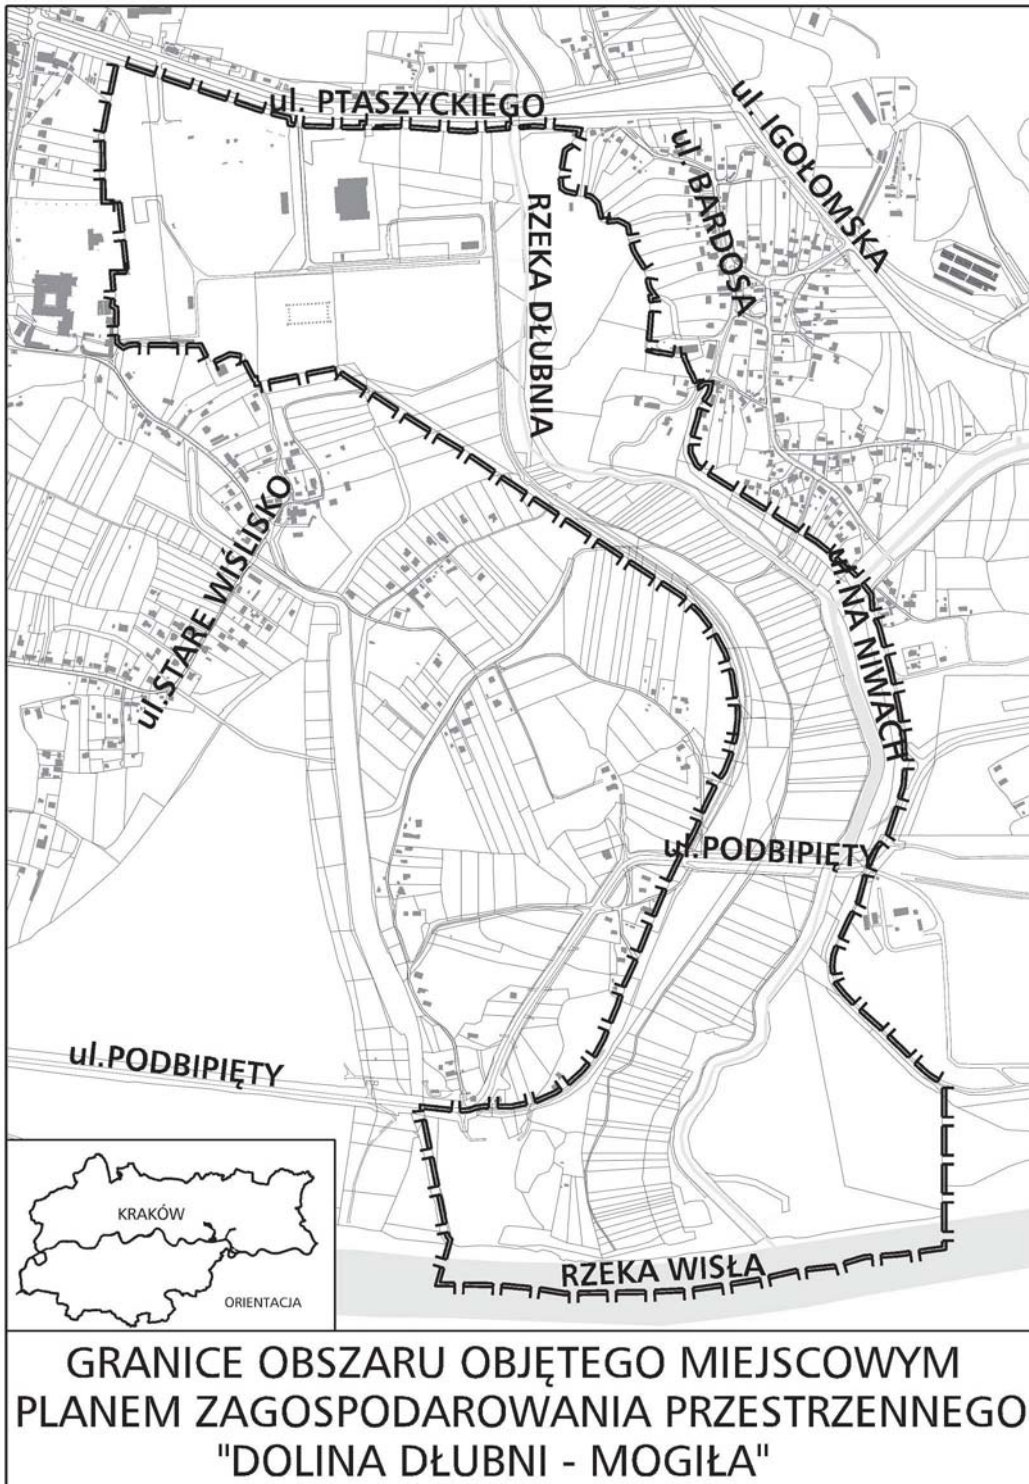 ul. PTASZYCKIEGO
ul. IGOŁOMSKA
ul. BARDOSA
RZEKA DŁUBNIA
ul.STARE WIŚLISKO
ul.NA NIWACH
ul.PODBIPIĘTY
ul.PODBIPIĘTY
KRAKÓW
ORIENTACJA
RZEKA WISŁA
GRANICE OBSZARU OBJĘTEGO MIEJSCOWYM
PLANEM ZAGOSPODAROWANIA PRZESTRZENNEGO
"DOLINA DŁUBNI - MOGIŁA"